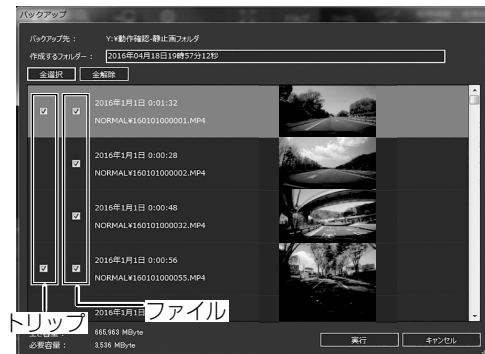 バックアップ
バックアップ先： Y:¥動作確認-静止画フォルダ
作成するフォルダー： 2016年04月18日19時57分12秒
全選択 全解除
2016年1月1日 0:01:32
NORMAL¥160101000001.MP4
2016年1月1日 0:00:28
NORMAL¥160101000002.MP4
2016年1月1日 0:00:48
NORMAL¥160101000032.MP4
2016年1月1日 0:00:56
NORMAL¥160101000055.MP4
2016年1月1日
トリップ ファイル
665,963 MByte
必要容量： 3,536 MByte
実行 キャンセル